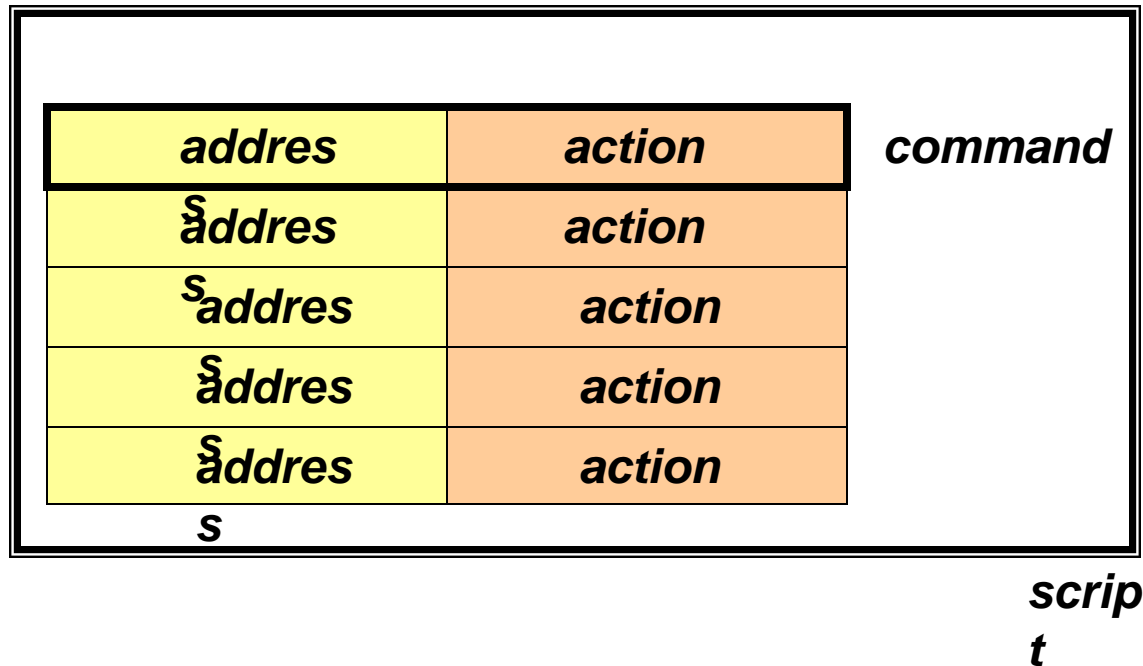 addres action command
s
addres action
s
addres action
s
addres action
s
addres action
s
scrip
t